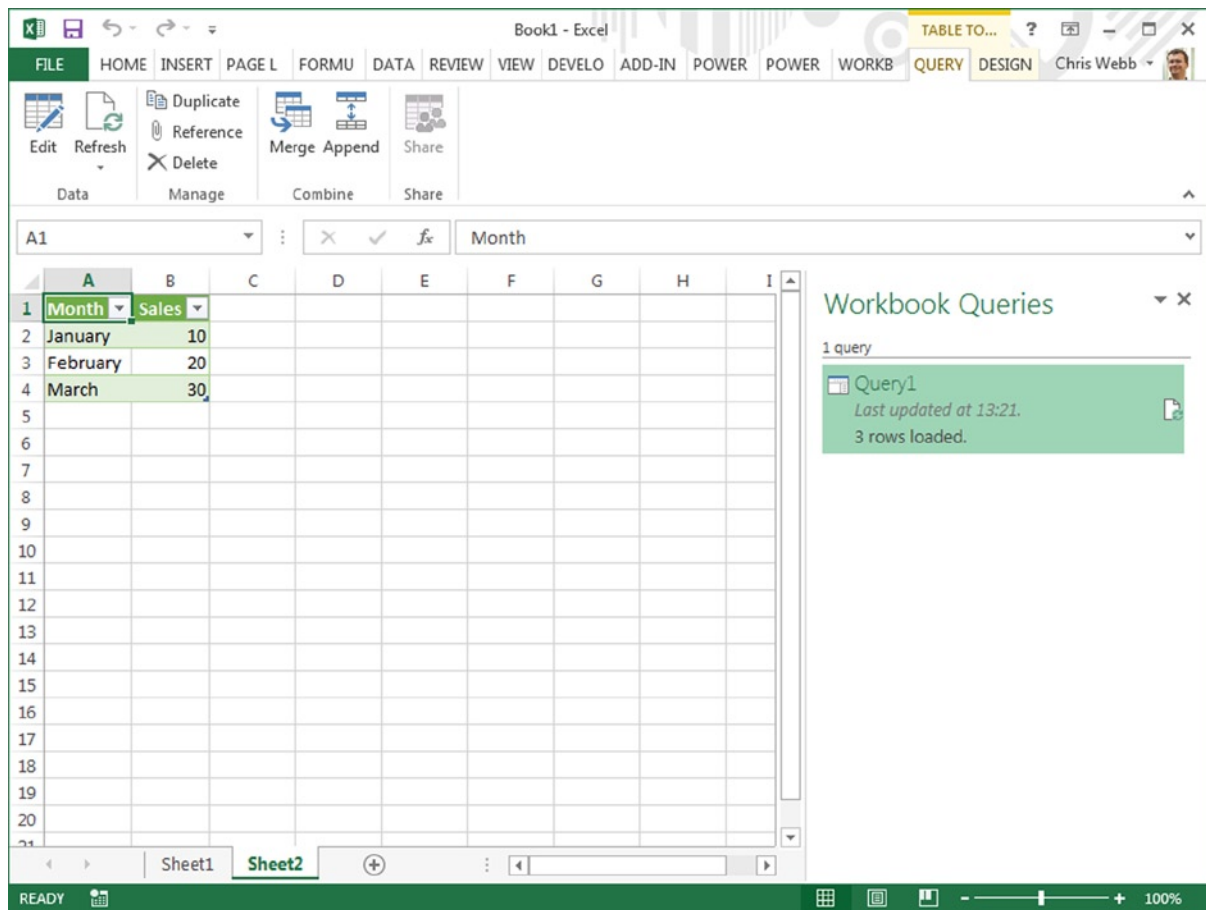 Book1 - Excel
TABLE TO... ?
FILE HOME INSERT PAGE L FORMU DATA REVIEW VIEW DEVELO ADD-IN POWER POWER WORKB QUERY DESIGN Chris Webb
Edit Refresh
Duplicate
Reference
Delete
Merge Append
Share
Data Manage Combine Share
A1 fx Month
A B C D E F G H I
1 Month Sales
2 January 10
3 February 20
4 March 30
5
6
7
8
9
10
11
12
13
14
15
16
17
18
19
20
21
Workbook Queries
1 query
Query1
Last updated at 13:21.
3 rows loaded.
Sheet1 Sheet2
READY 100%